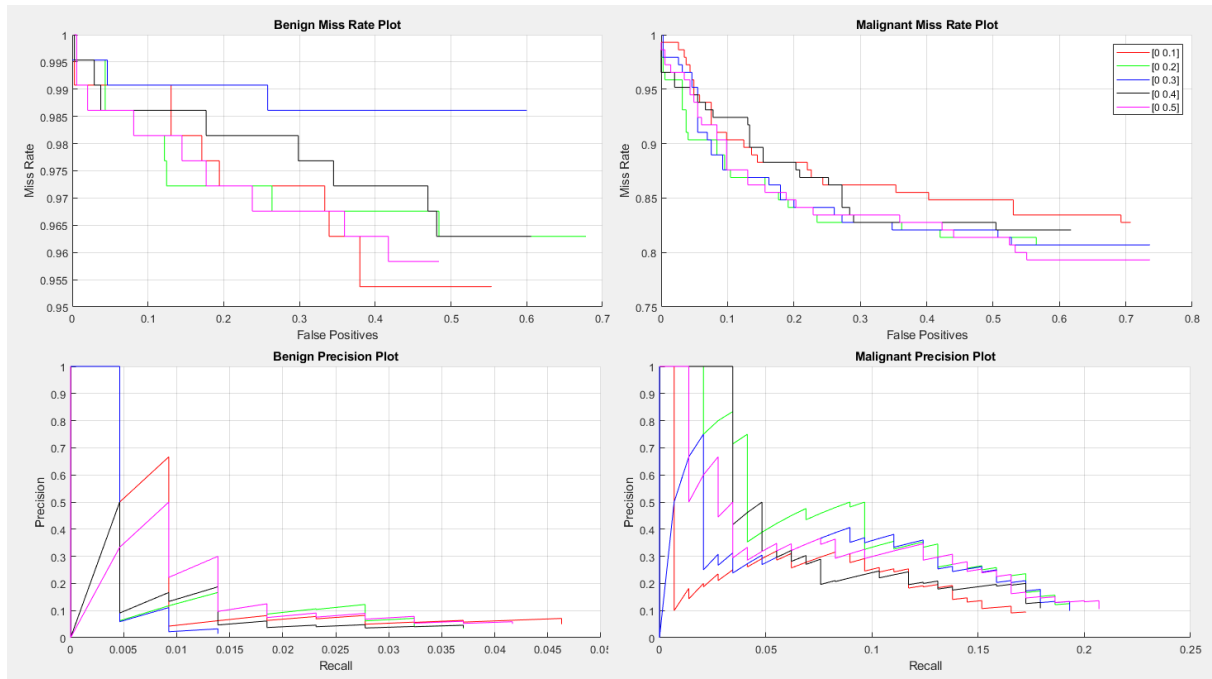 Benign Miss Rate Plot
1
0.995
0.99
0.985
0.98
0.975
0.97
0.965
0.96
0.955
0.95
Miss Rate
0 0.1 0.2 0.3 0.4 0.5 0.6 0.7
False Positives
Malignant Miss Rate Plot
1
0.95
0.9
0.85
0.8
0.75
Miss Rate
0 0.1 0.2 0.3 0.4 0.5 0.6 0.7 0.8
False Positives
[0 0.1]
[0 0.2]
[0 0.3]
[0 0.4]
[0 0.5]
Benign Precision Plot
1
0.9
0.8
0.7
0.6
0.5
0.4
0.3
0.2
0.1
0
Precision
0 0.005 0.01 0.015 0.02 0.025 0.03 0.035 0.04 0.045
Recall
Malignant Precision Plot
1
0.9
0.8
0.7
0.6
0.5
0.4
0.3
0.2
0.1
0
Precision
0 0.05 0.1 0.15 0.2 0.25
Recall